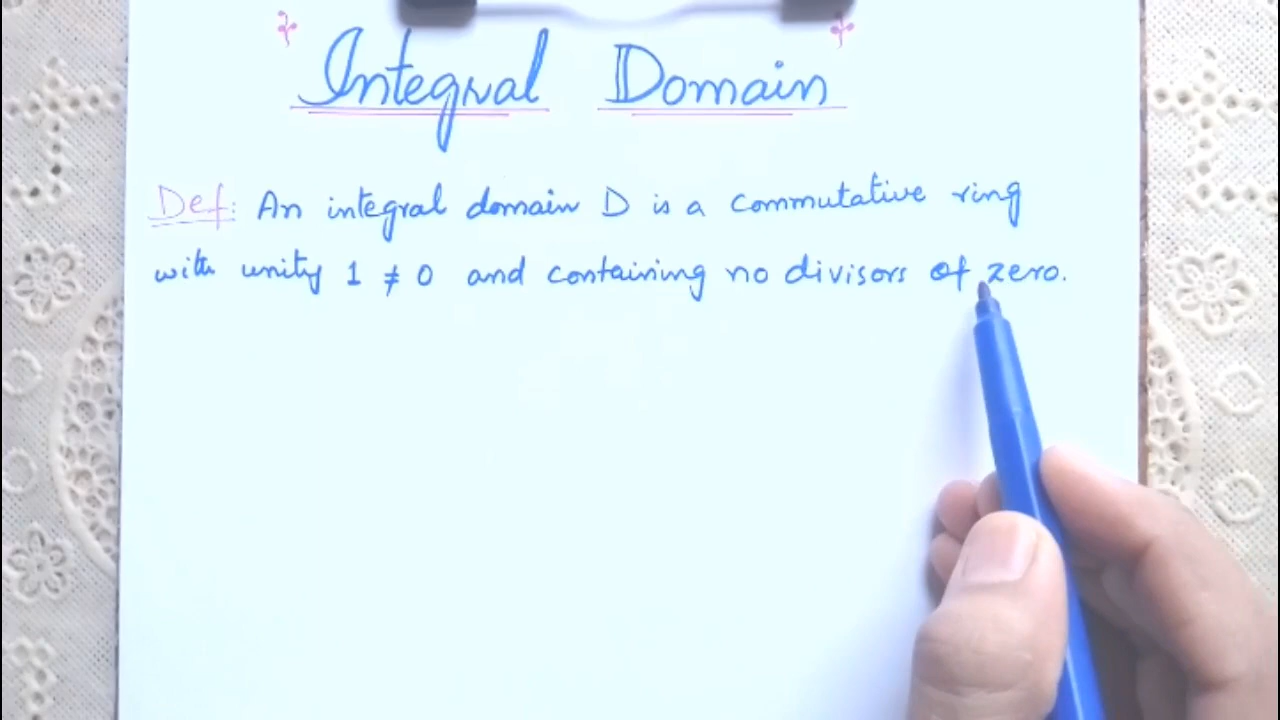 Integral Domain
Def: An integral domain D is a commutative ring
with unity 1 ≠ 0 and containing no divisors of zero.